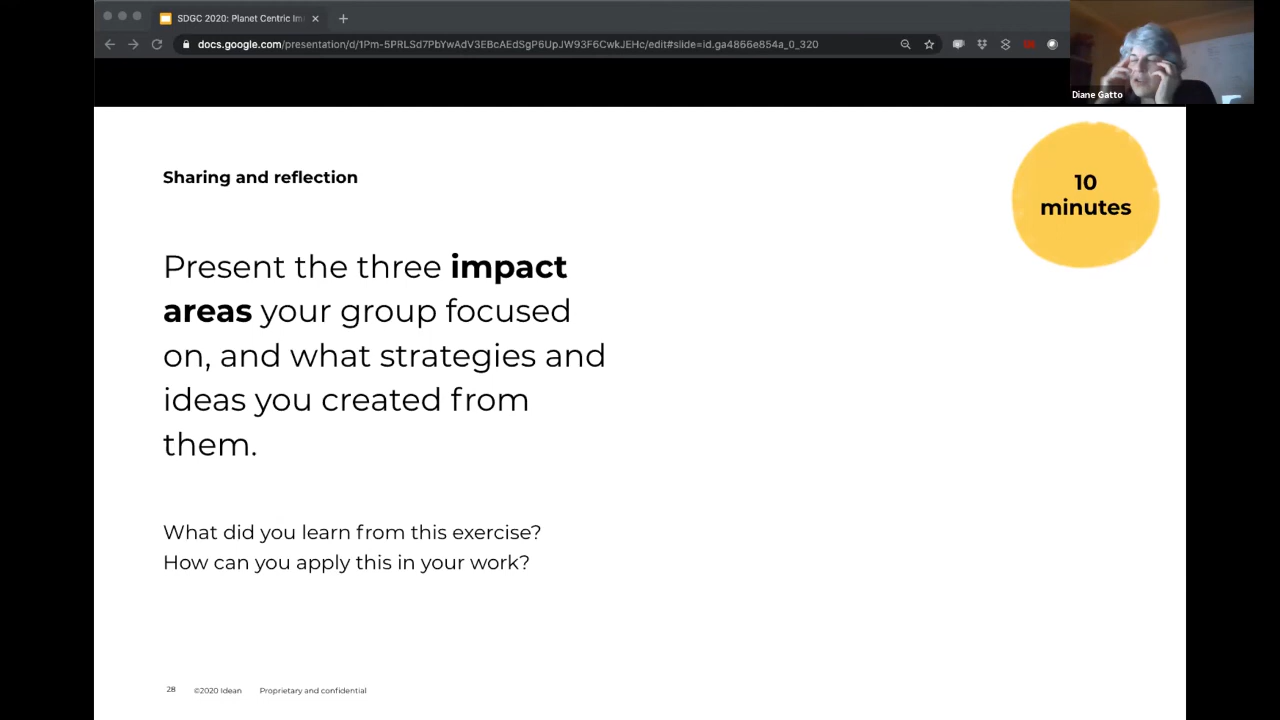 SDGC 2020: Planet Centric Im
docs.google.com/presentation/d/1Pm-5PRLSd7PbYwAdV3EBcAEdSgP6UpJW93F6CwkJEHc/edit#slide=id.ga4866e854a_0_320
Diane Gatto
Sharing and reflection
10
minutes
Present the three impact
areas your group focused
on, and what strategies and
ideas you created from
them.
What did you learn from this exercise?
How can you apply this in your work?
28 ©2020 Idean Proprietary and confidential